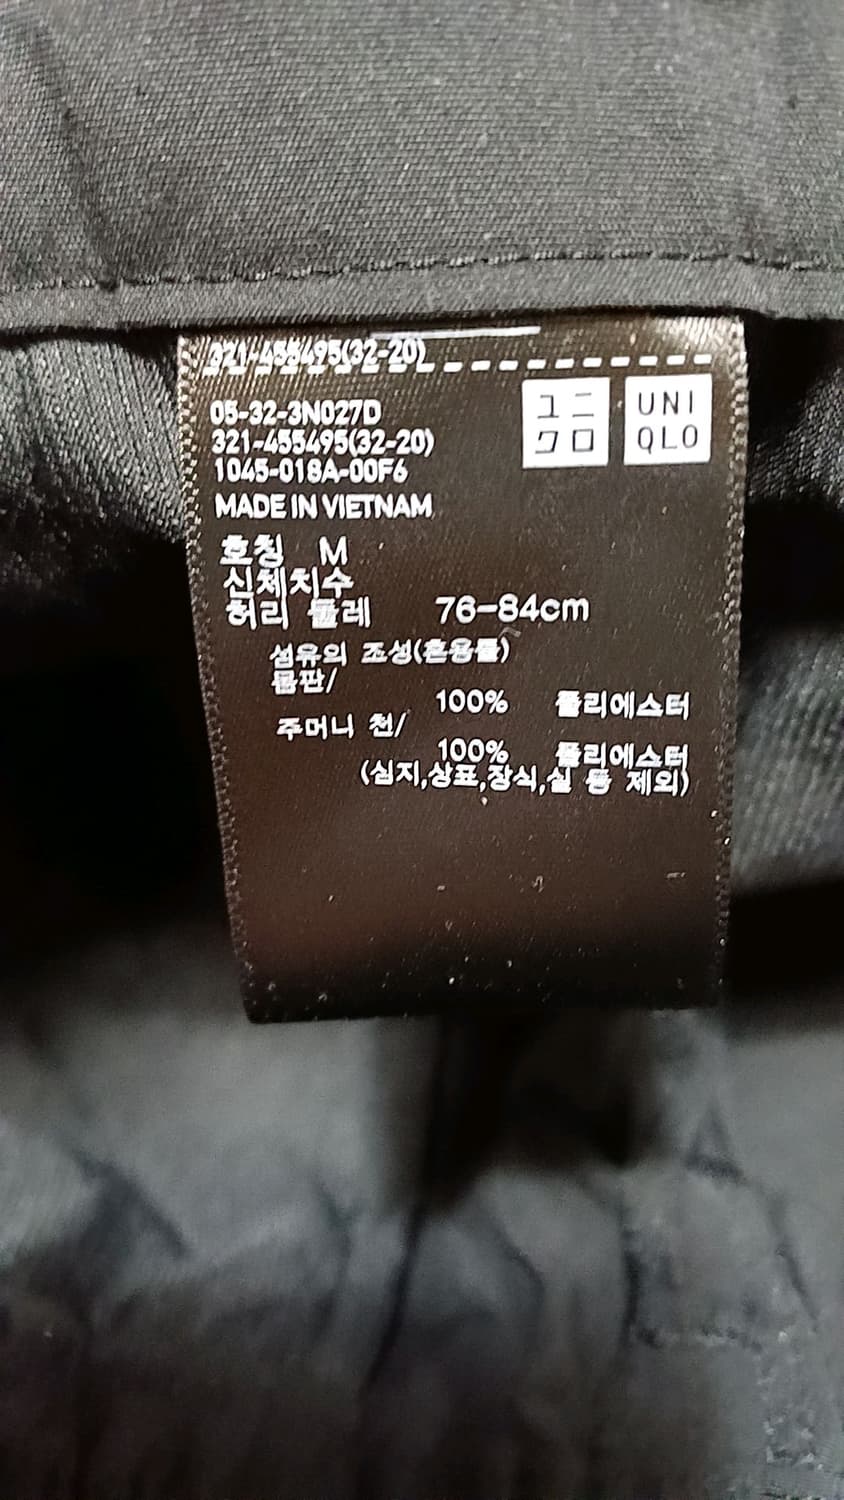 321-455495(32-20)
05-32-3N027D
321-455495(32-20)
1045-018A-00F6
MADE IN VIETNAM
ユニ
クロ
UNI
QLO
호칭 M
신체치수
허리 둘레 76-84cm
섬유의 조성(혼용률)
몸판/
100% 폴리에스터
주머니 천/
100% 폴리에스터
(심지,상표,장식,실 등 제외)